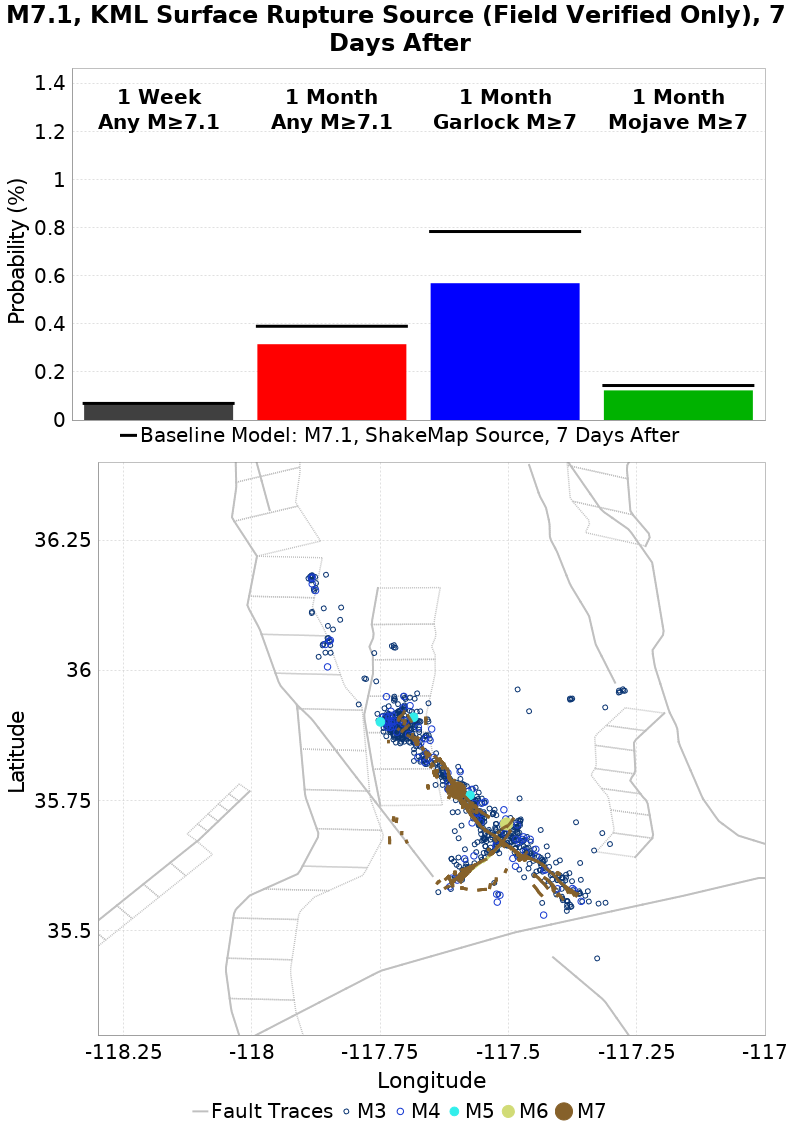 M7.1, KML Surface Rupture Source (Field Verified Only), 7
Days After
1 Week
Any M≥7.1
1 Month
Any M≥7.1
1 Month
Garlock M≥7
1 Month
Mojave M≥7
Probability (%)
1.4
1.2
1
0.8
0.6
0.4
0.2
0
Baseline Model: M7.1, ShakeMap Source, 7 Days After
Latitude
36.25
36
35.75
35.5
-118.25 -118 -117.75 -117.5 -117.25 -117
Longitude
Fault Traces M3 M4 M5 M6 M7